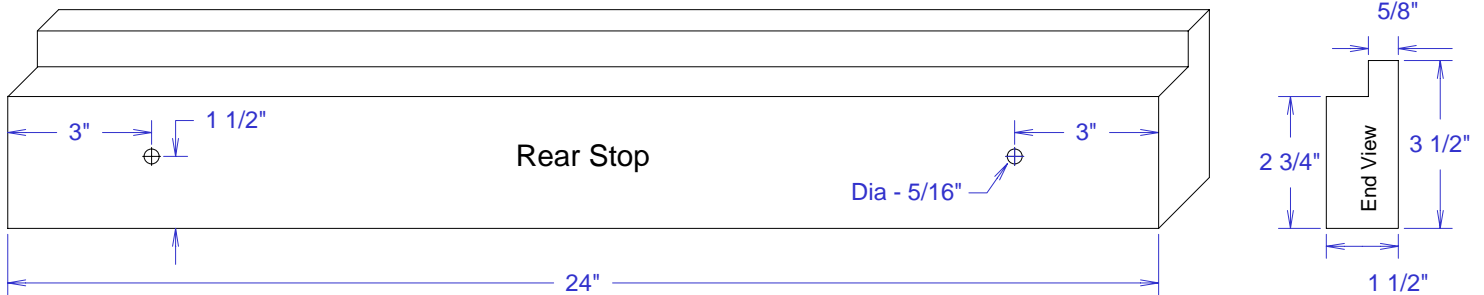 5/8"
3"
1 1/2"
Rear Stop
3"
Dia - 5/16"
2 3/4"
End View
3 1/2"
24"
1 1/2"